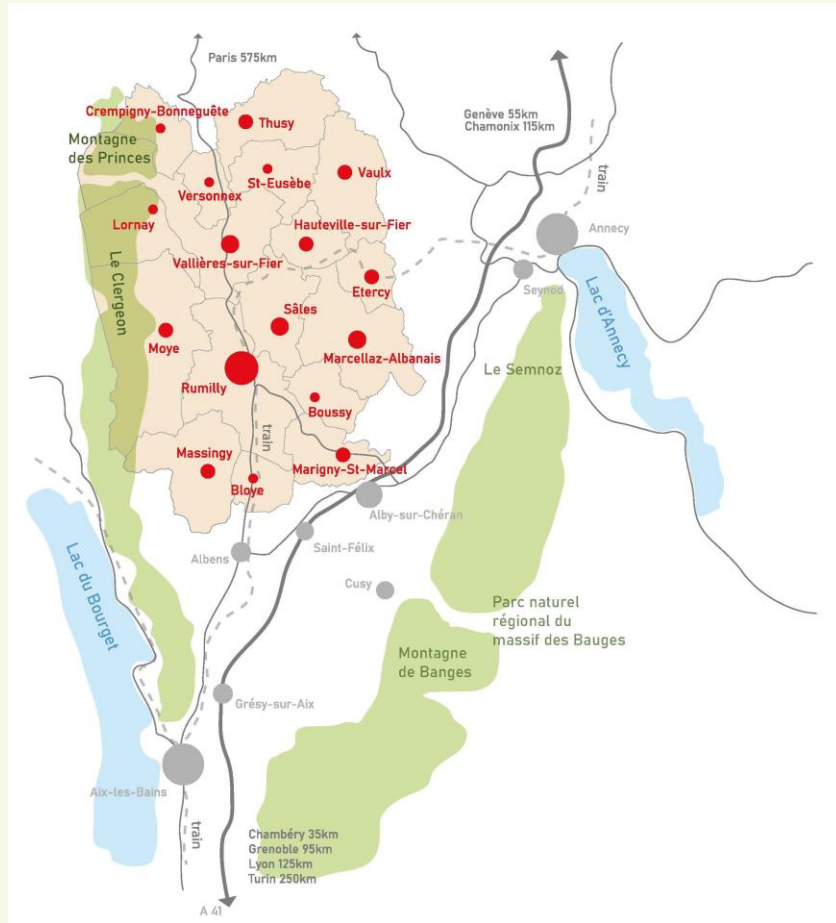 Paris 575km
Genève 55km
Chamonix 115km
Crempigny-Bonneguête
Thusy
Montagne
des Princes
train
St-Eusèbe
Vaulx
Versonnex
Lornay
Hauteville-sur-Fier
train
Annecy
Vallières-sur-Fier
Le Clergeon
Etercy
Seynod
Sâles
Lac d'Annecy
Moye
Marcellaz-Albanais
Rumilly
Le Semnoz
Boussy
train
Massingy
Marigny-St-Marcel
Bloye
Alby-sur-Chéran
Albens
Saint-Félix
Lac du Bourget
Cusy
Parc naturel
régional du
massif des Bauges
Montagne
de Banges
Grésy-sur-Aix
Aix-les-Bains
train
Chambéry 35km
Grenoble 95km
Lyon 125km
Turin 250km
A 41